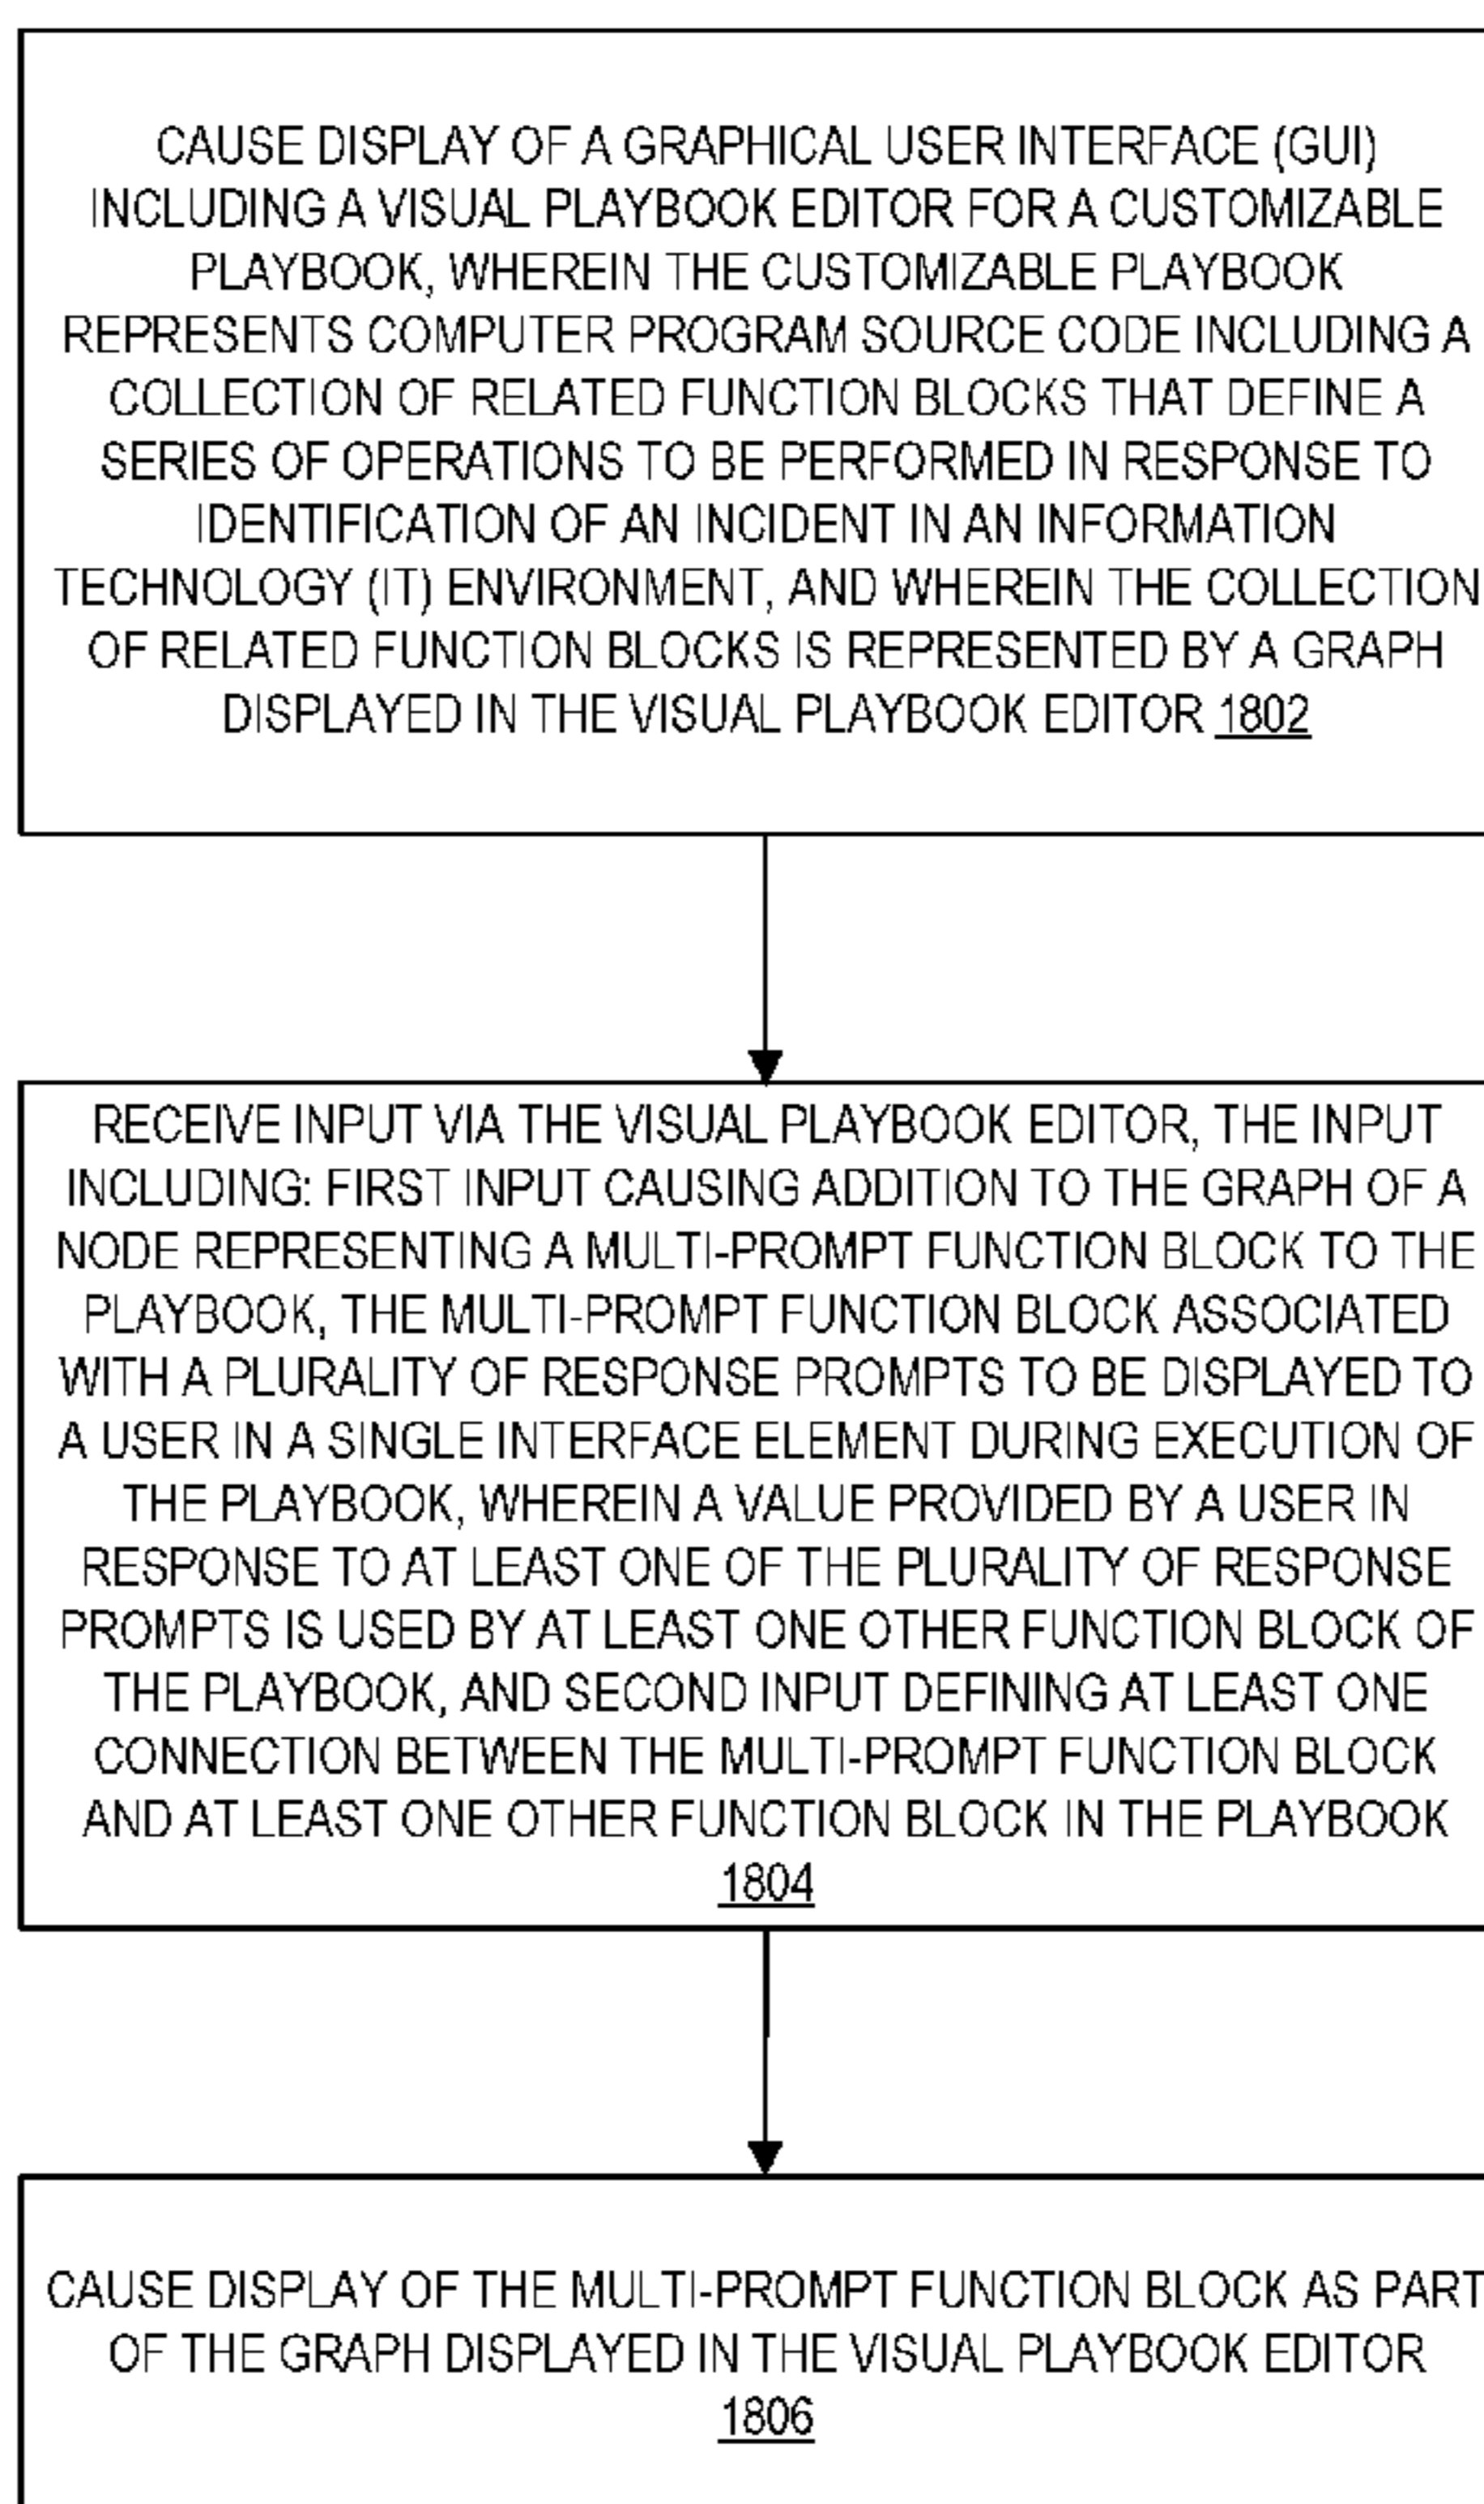 CAUSE DISPLAY OF A GRAPHICAL USER INTERFACE (GUI)
INCLUDING A VISUAL PLAYBOOK EDITOR FOR A CUSTOMIZABLE
PLAYBOOK, WHEREIN THE CUSTOMIZABLE PLAYBOOK
REPRESENTS COMPUTER PROGRAM SOURCE CODE INCLUDING A
COLLECTION OF RELATED FUNCTION BLOCKS THAT DEFINE A
SERIES OF OPERATIONS TO BE PERFORMED IN RESPONSE TO
IDENTIFICATION OF AN INCIDENT IN AN INFORMATION
TECHNOLOGY (IT) ENVIRONMENT, AND WHEREIN THE COLLECTION
OF RELATED FUNCTION BLOCKS IS REPRESENTED BY A GRAPH
DISPLAYED IN THE VISUAL PLAYBOOK EDITOR 1802
RECEIVE INPUT VIA THE VISUAL PLAYBOOK EDITOR, THE INPUT
INCLUDING: FIRST INPUT CAUSING ADDITION TO THE GRAPH OF A
NODE REPRESENTING A MULTI-PROMPT FUNCTION BLOCK TO THE
PLAYBOOK, THE MULTI-PROMPT FUNCTION BLOCK ASSOCIATED
WITH A PLURALITY OF RESPONSE PROMPTS TO BE DISPLAYED TO
A USER IN A SINGLE INTERFACE ELEMENT DURING EXECUTION OF
THE PLAYBOOK, WHEREIN A VALUE PROVIDED BY A USER IN
RESPONSE TO AT LEAST ONE OF THE PLURALITY OF RESPONSE
PROMPTS IS USED BY AT LEAST ONE OTHER FUNCTION BLOCK OF
THE PLAYBOOK, AND SECOND INPUT DEFINING AT LEAST ONE
CONNECTION BETWEEN THE MULTI-PROMPT FUNCTION BLOCK
AND AT LEAST ONE OTHER FUNCTION BLOCK IN THE PLAYBOOK
1804
CAUSE DISPLAY OF THE MULTI-PROMPT FUNCTION BLOCK AS PART
OF THE GRAPH DISPLAYED IN THE VISUAL PLAYBOOK EDITOR
1806